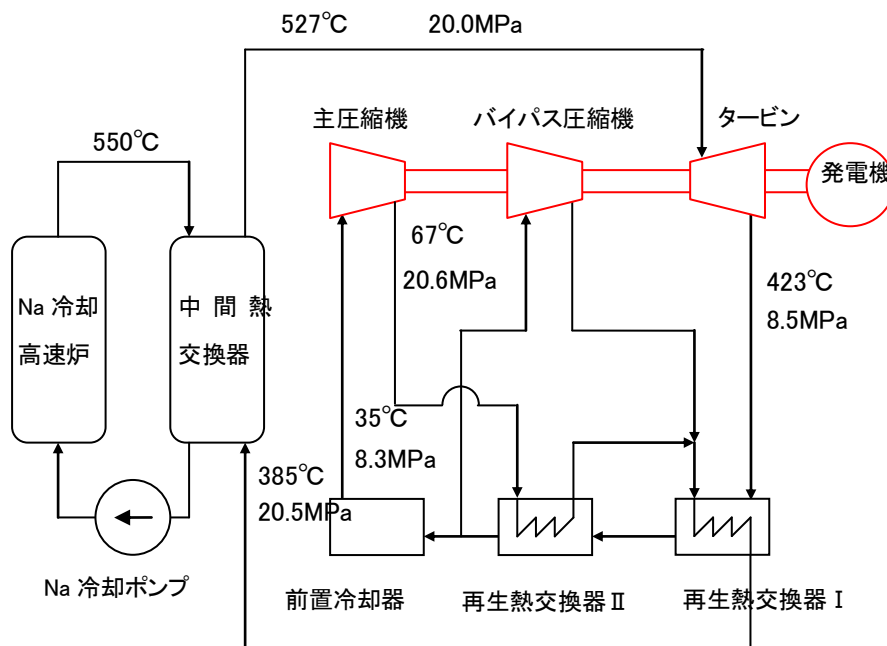 527℃ 20.0MPa
主圧縮機 バイパス圧縮機 タービン
550℃
発電機
67℃
20.6MPa
423℃
8.5MPa
Na 冷却
高速炉
中 間 熱
交換器
35℃
8.3MPa
385℃
20.5MPa
Na 冷却ポンプ
前置冷却器 再生熱交換器Ⅱ 再生熱交換器Ⅰ